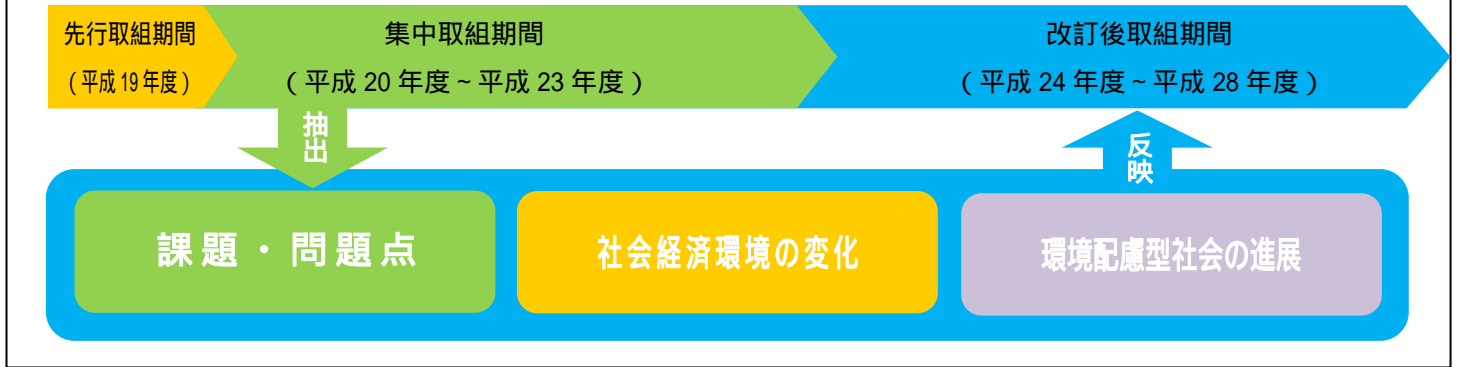 先行取組期間
（平成 19 年度）
集中取組期間
（平成 20 年度～平成 23 年度）
改訂後取組期間
（平成 24 年度～平成 28 年度）
抽出
反映
課題・問題点
社会経済環境の変化
環境配慮型社会の進展